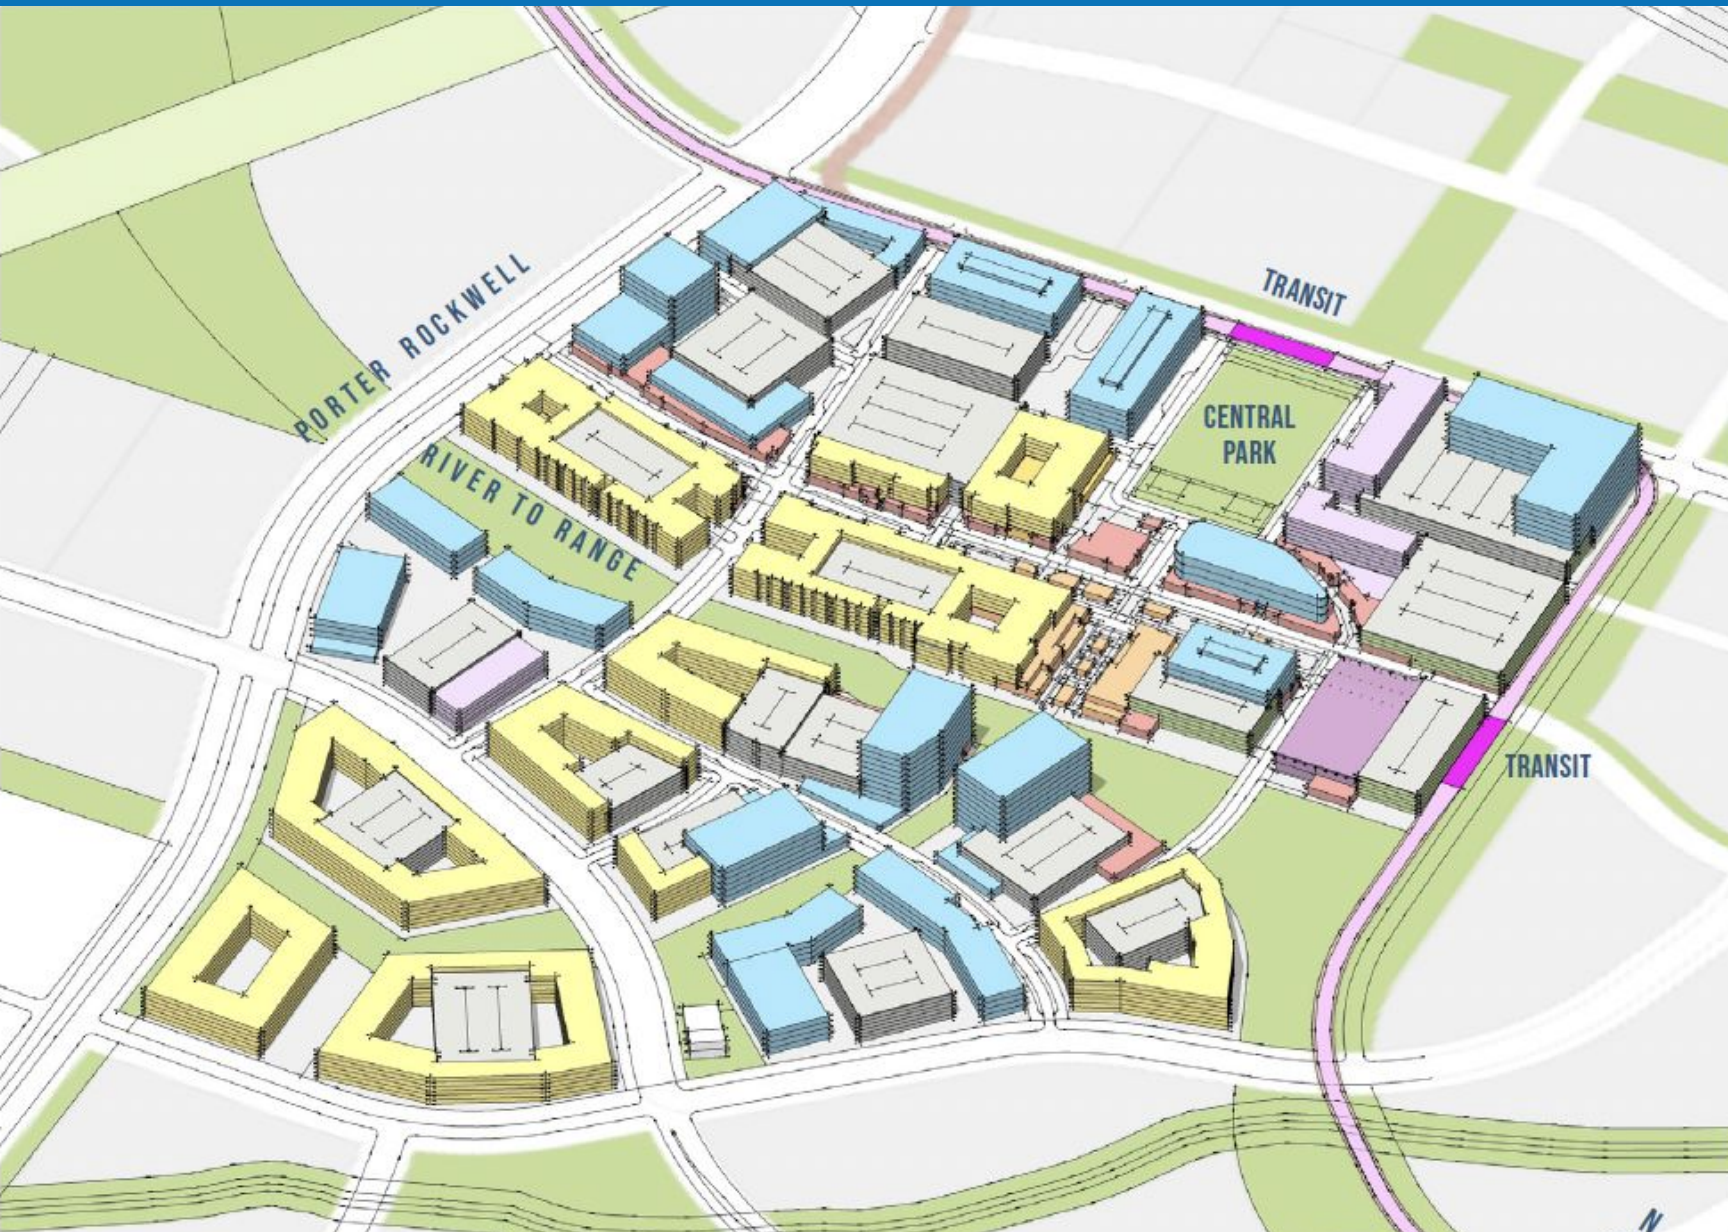 TRANSIT
PORTER ROCKWELL
CENTRAL
PARK
RIVER TO RANGE
TRANSIT
N